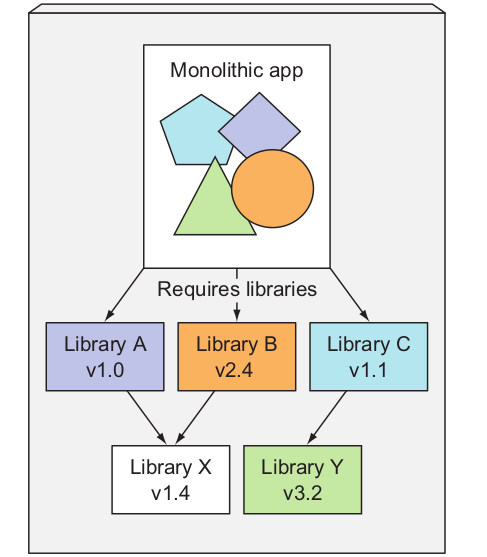 Monolithic app
Requires libraries
Library A
v1.0
Library B
v2.4
Library C
v1.1
Library X
v1.4
Library Y
v3.2